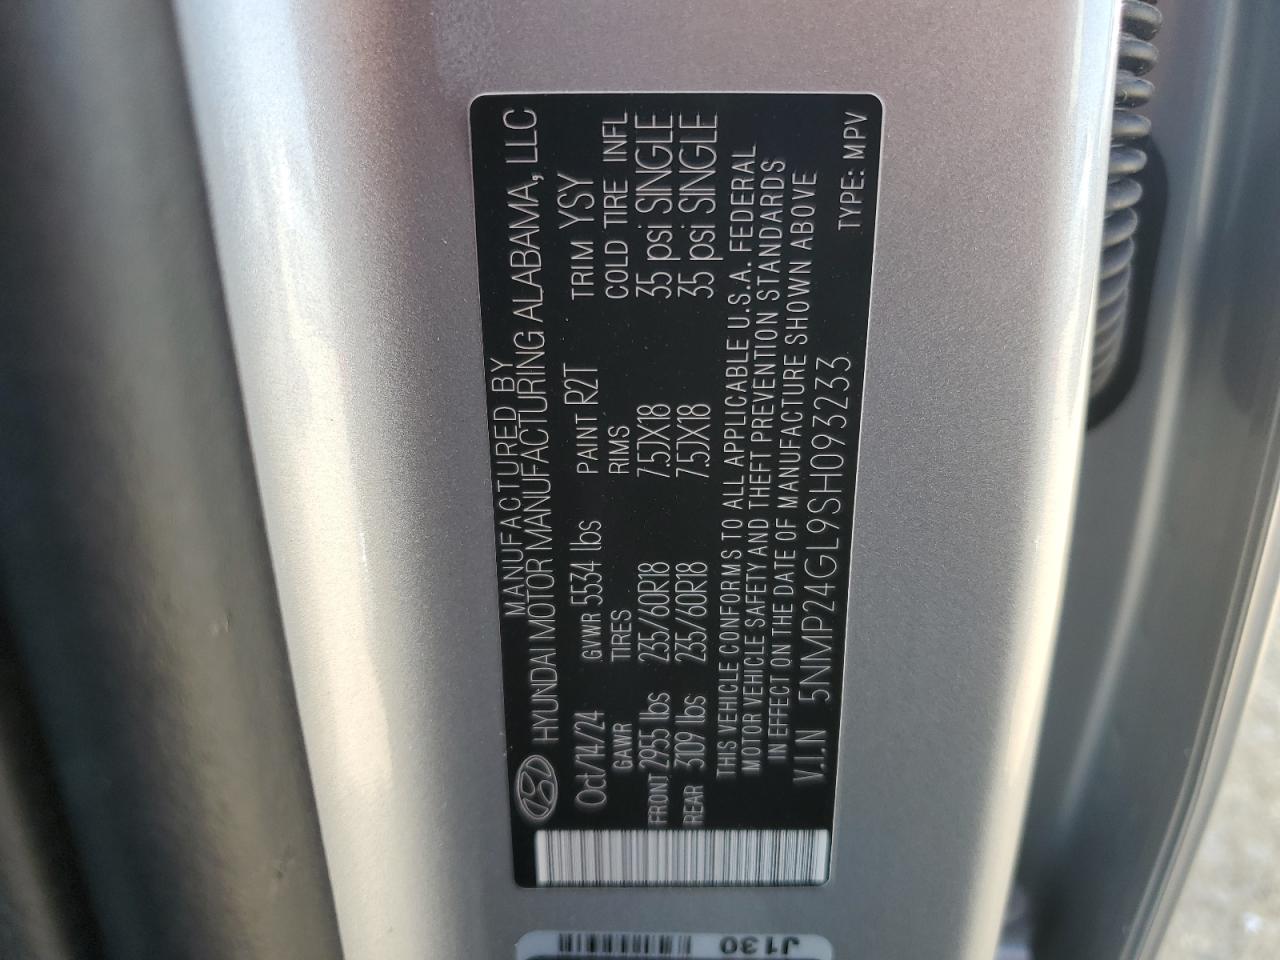 MANUFACTURED BY
HYUNDAI MOTOR MANUFACTURING ALABAMA, LLC
Oct/14/24 GVWR 5534 lbs PAINT R2T TRIM YSY
GAWR TIRES RIMS COLD TIRE INFL
FRONT 2955 lbs 235/60R18 7.5JX18 35 psi SINGLE
REAR 3109 lbs 235/60R18 7.5JX18 35 psi SINGLE
THIS VEHICLE CONFORMS TO ALL APPLICABLE U.S.A. FEDERAL
MOTOR VEHICLE SAFETY AND THEFT PREVENTION STANDARDS
IN EFFECT ON THE DATE OF MANUFACTURE SHOWN ABOVE
V.I.N 5NMP24GL9SH093233
TYPE: MPV
J130